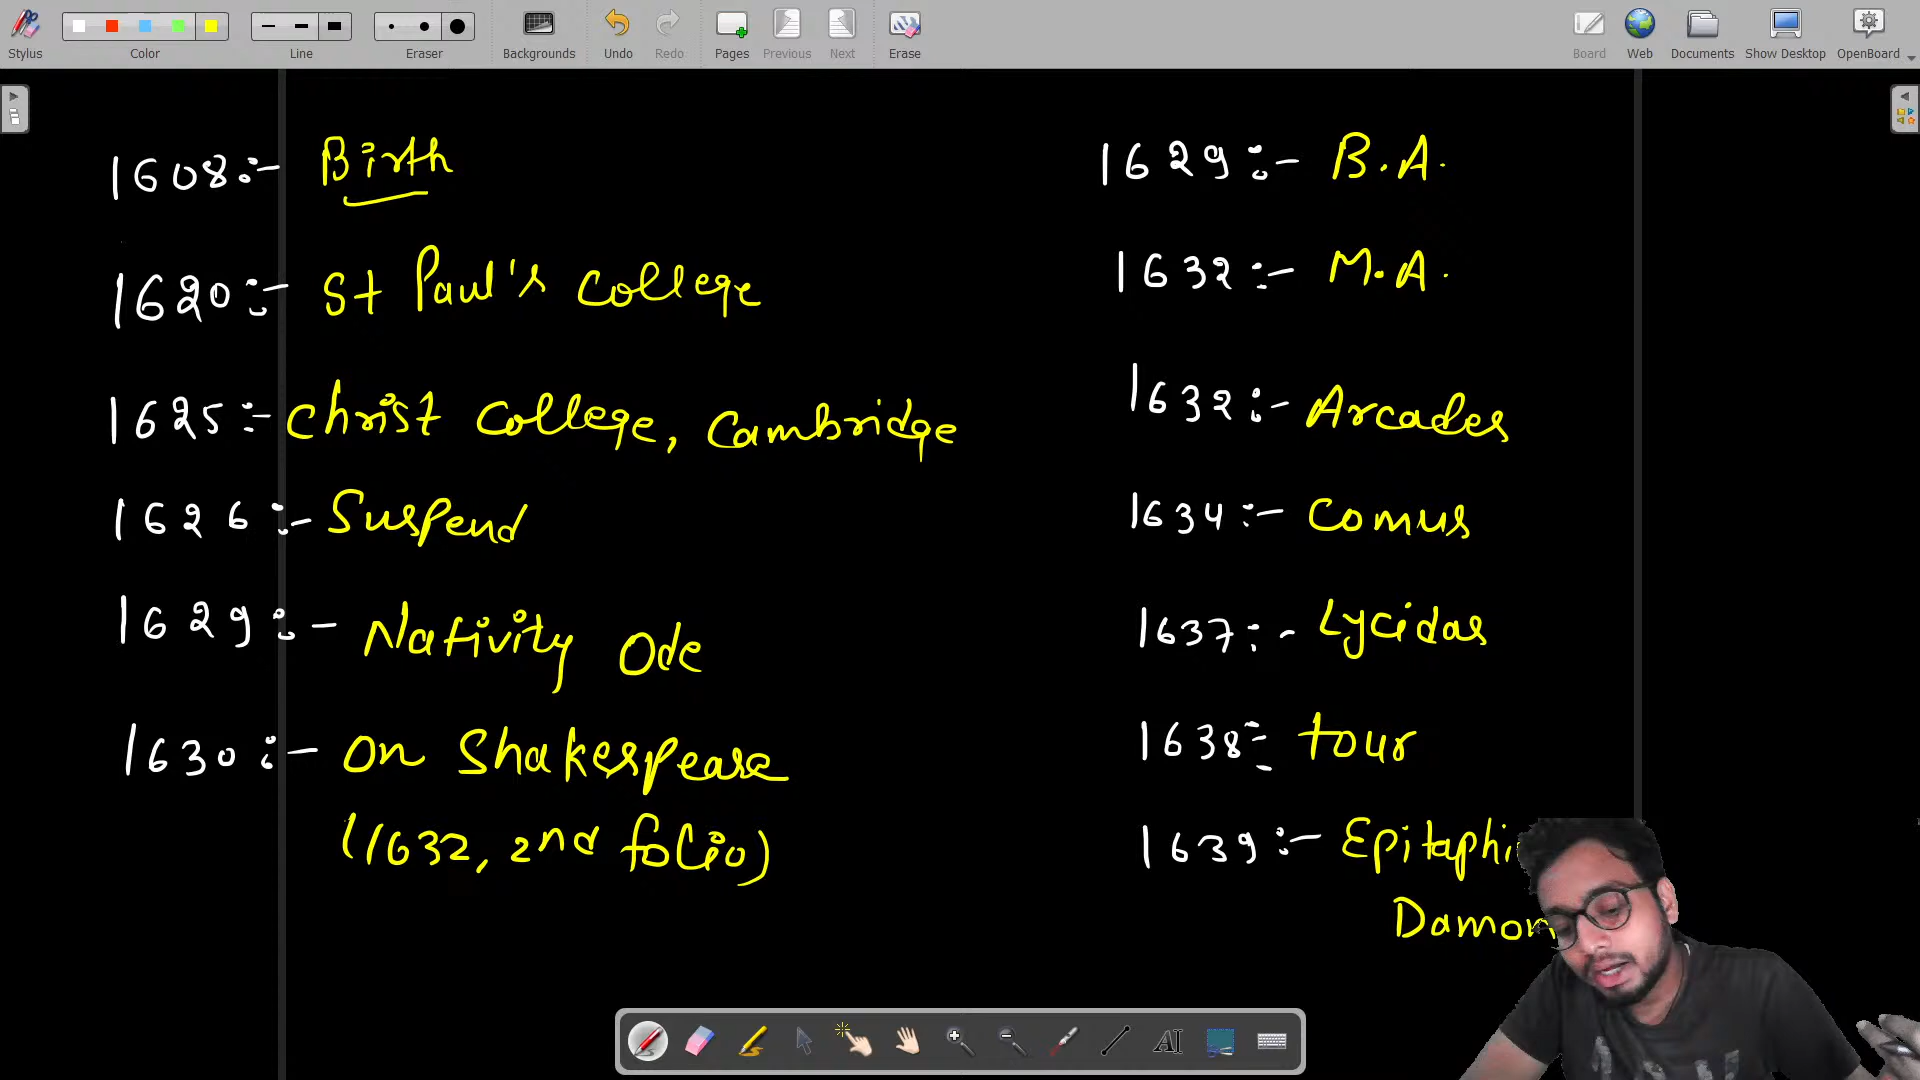 Stylus
Color
Line
Eraser
Backgrounds
Undo
Redo
Pages
Previous
Next
Erase
Board
Web
Documents
Show Desktop
OpenBoard
1608:- Birth
1620:- St Paul's College
1625:- Christ College, Cambridge
1626:- Suspend
1629:- Nativity Ode
1630:- On Shakespeare
(1632, 2nd folio)
1629:- B.A.
1632:- M.A.
1632:- Arcades
1634:- Comus
1637:- Lycidas
1638:- tour
1639:- Epitaphi
Damon